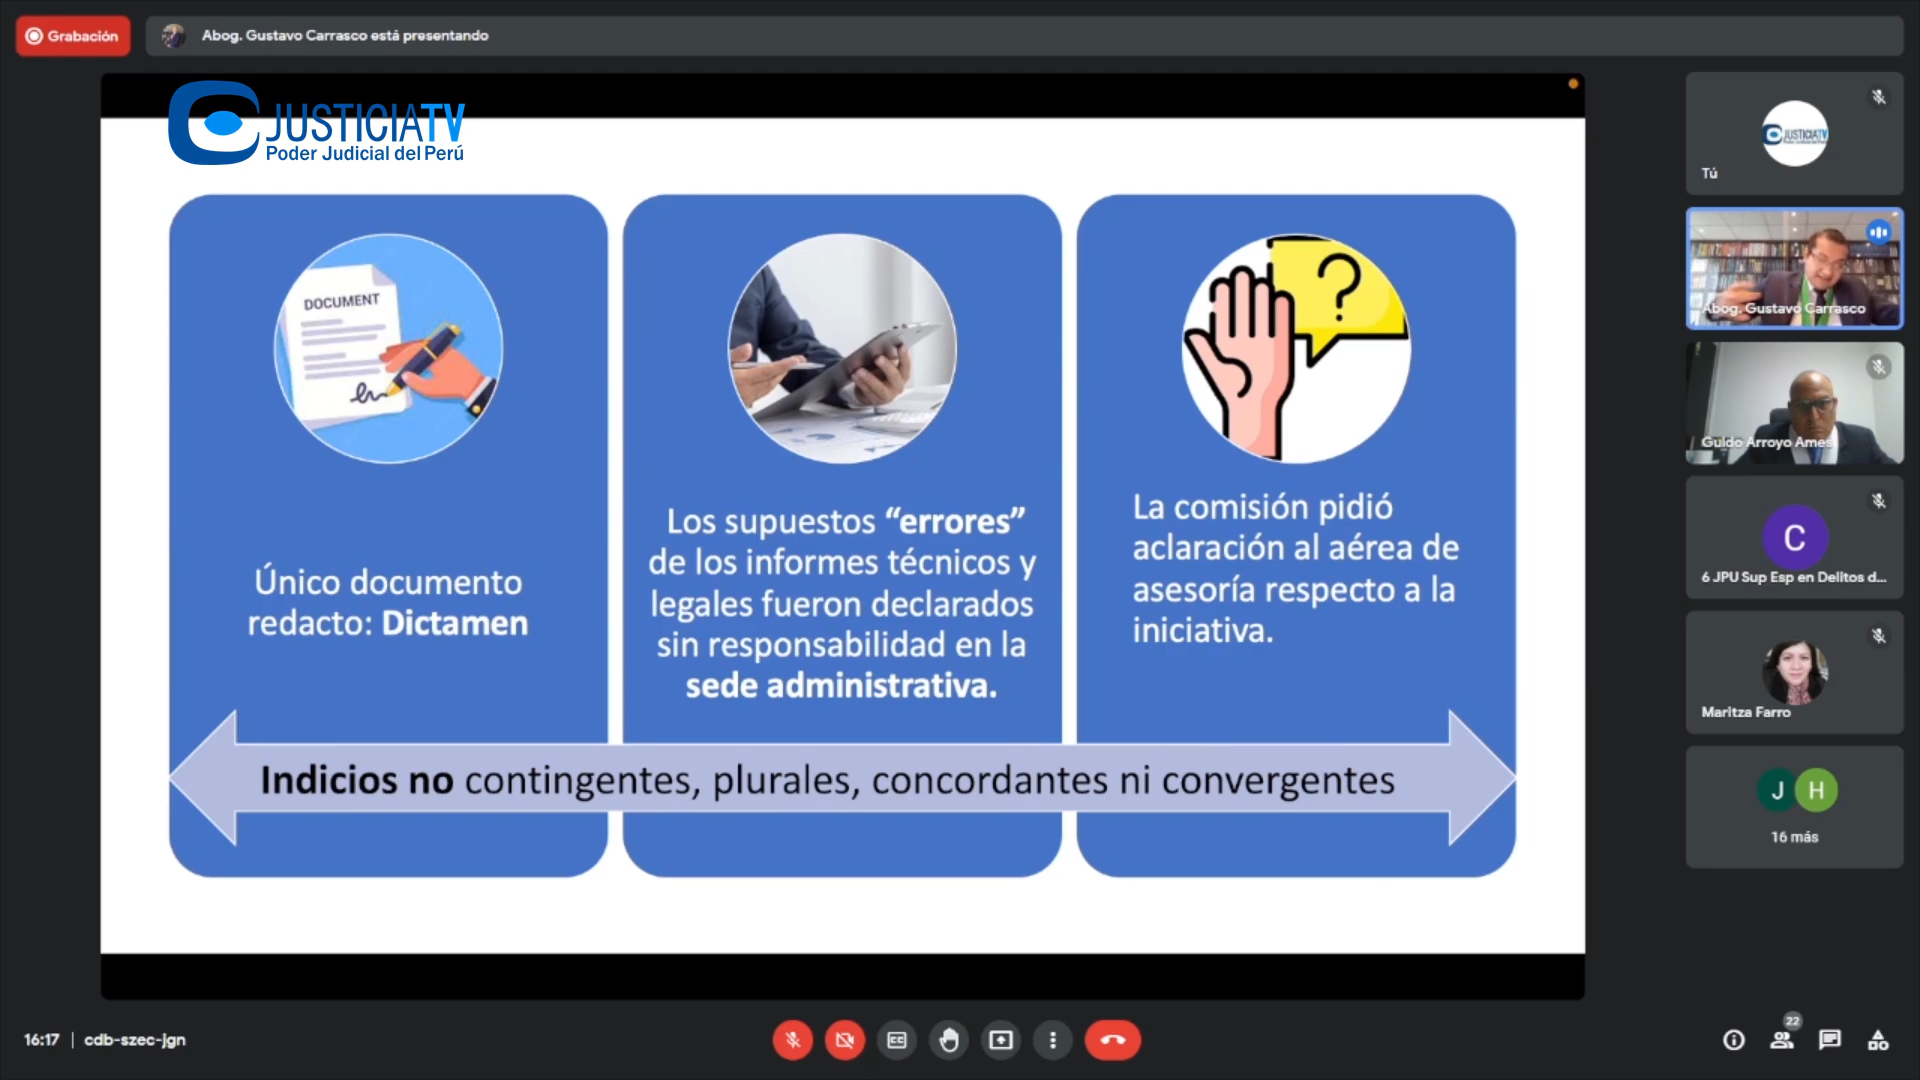 Grabación
Abog. Gustavo Carrasco está presentando
JUSTICIATV
Poder Judicial del Perú
DOCUMENT
Único documento
redacto: Dictamen
Los supuestos “errores”
de los informes técnicos y
legales fueron declarados
sin responsabilidad en la
sede administrativa.
?
La comisión pidió
aclaración al aérea de
asesoría respecto a la
iniciativa.
Indicios no contingentes, plurales, concordantes ni convergentes
JUSTICIATV
Tú
Abog. Gustavo Carrasco
Guido Arroyo Ames
C
6 JPU Sup Esp en Delitos d...
Maritza Farro
J H
16 más
16:17 | cdb-szec-jgn
22